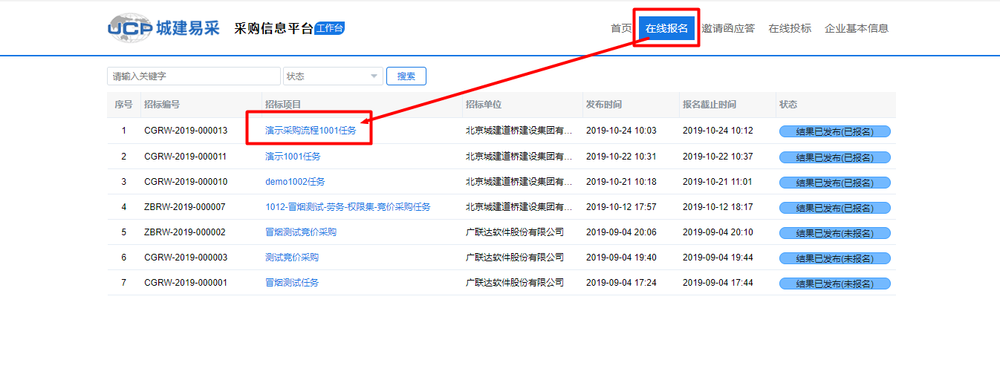 UCP 城建易采 采购信息平台 工作台 首页 在线报名 邀请函应答 在线投标 企业基本信息
请输入关键字 状态 搜索
序号 招标编号 招标项目 招标单位 发布时间 报名截止时间 状态
1 CGRW-2019-000013 演示采购流程1001任务 北京城建道桥建设集团有... 2019-10-24 10:03 2019-10-24 10:12 结果已发布(已报名)
2 CGRW-2019-000011 演示1001任务 北京城建道桥建设集团有... 2019-10-22 10:31 2019-10-22 10:37 结果已发布(已报名)
3 CGRW-2019-000010 demo1002任务 北京城建道桥建设集团有... 2019-10-21 10:18 2019-10-21 11:01 结果已发布(已报名)
4 ZBRW-2019-000007 1012-冒烟测试-劳务-权限集-竞价采购任务 北京城建道桥建设集团有... 2019-10-12 17:57 2019-10-12 18:17 结果已发布(已报名)
5 ZBRW-2019-000002 冒烟测试竞价采购 广联达软件股份有限公司 2019-09-04 20:06 2019-09-04 20:10 结果已发布(未报名)
6 CGRW-2019-000003 测试竞价采购 广联达软件股份有限公司 2019-09-04 19:40 2019-09-04 19:44 结果已发布(未报名)
7 CGRW-2019-000001 冒烟测试任务 广联达软件股份有限公司 2019-09-04 17:24 2019-09-04 17:44 结果已发布(未报名)